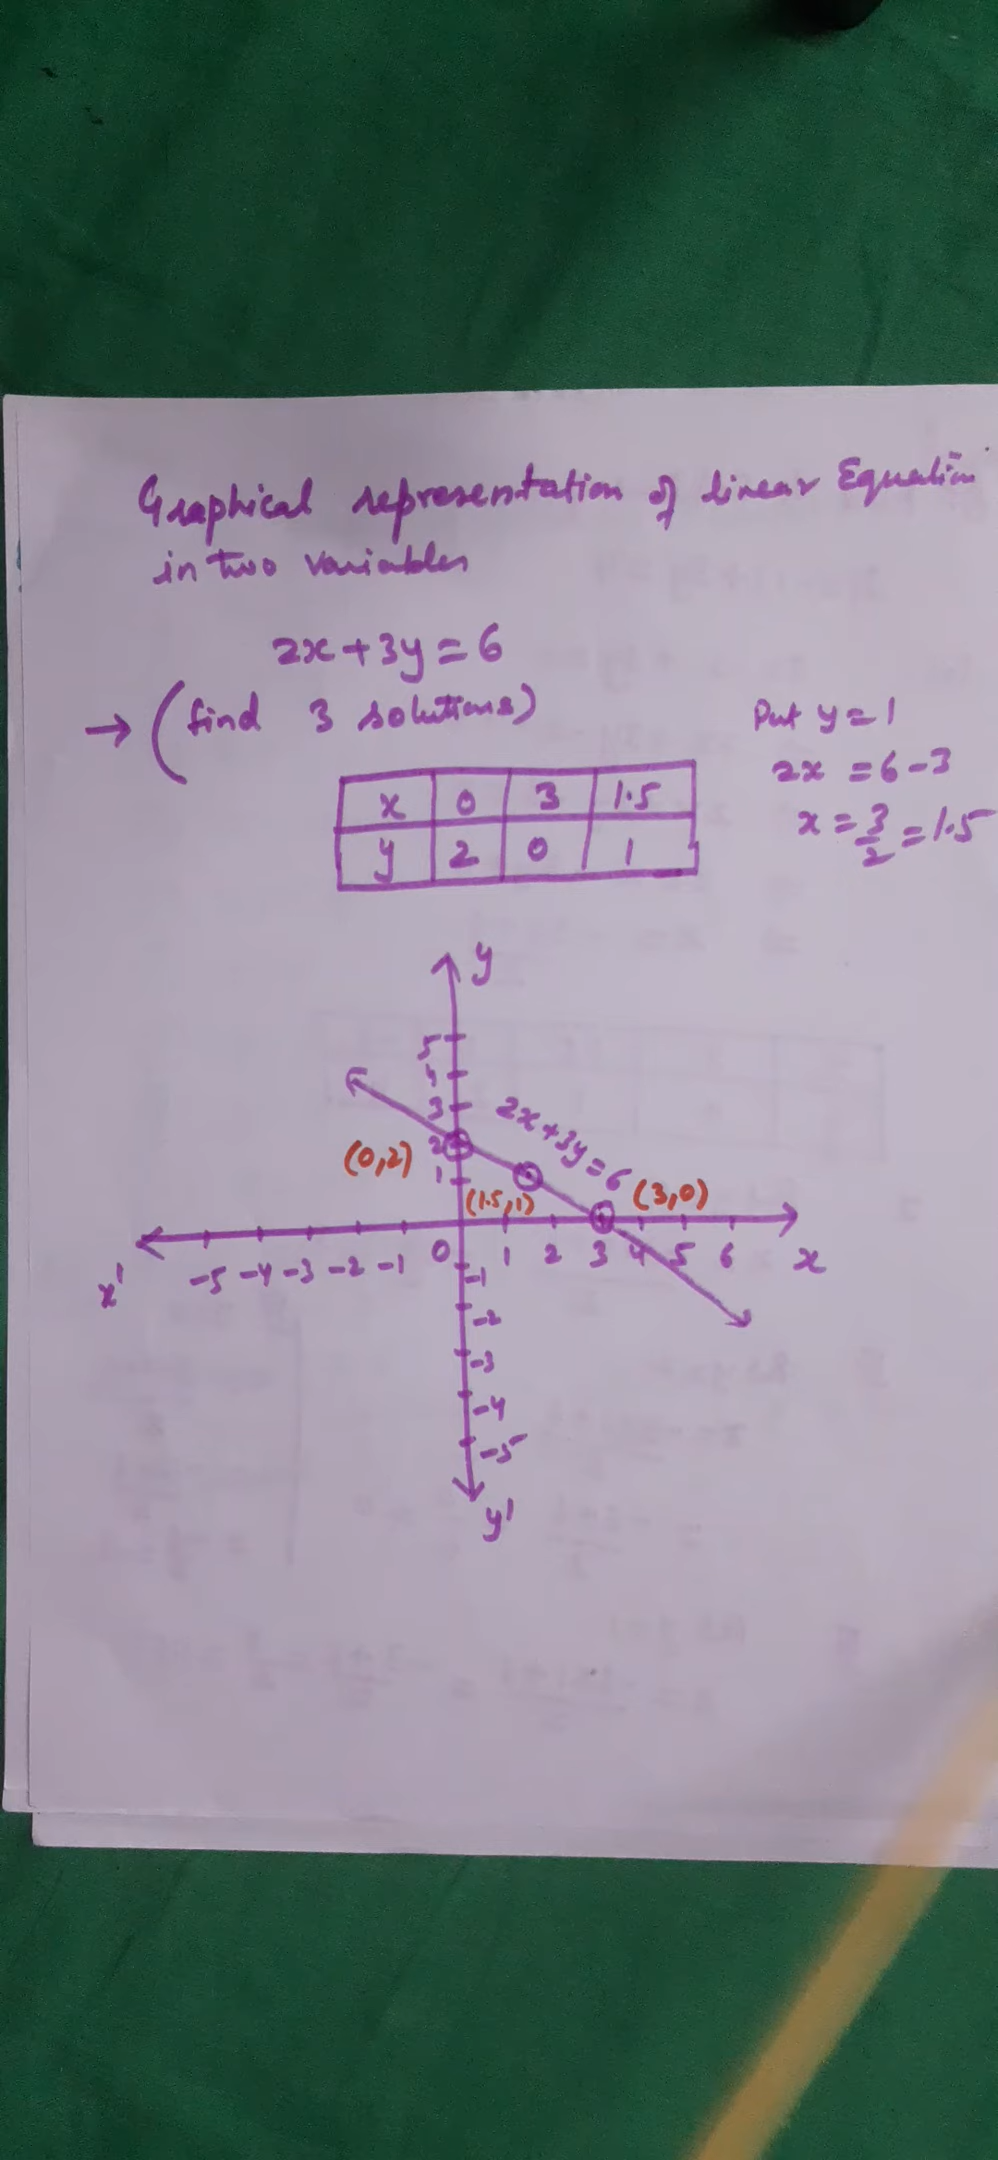 Graphical representation of linear Equation
in two variables
2x+3y=6
→ (find 3 solutions)
Put y=1
2x =6-3
x=3/2=1.5
x 0 3 1.5
y 2 0 1
y
5
4
3
2
1
2x+3y=6
(0,2)
(1.5,1)
(3,0)
x' -5 -4 -3 -2 -1 0 1 2 3 4 5 6 x
-1
-2
-3
-4
-5
y'